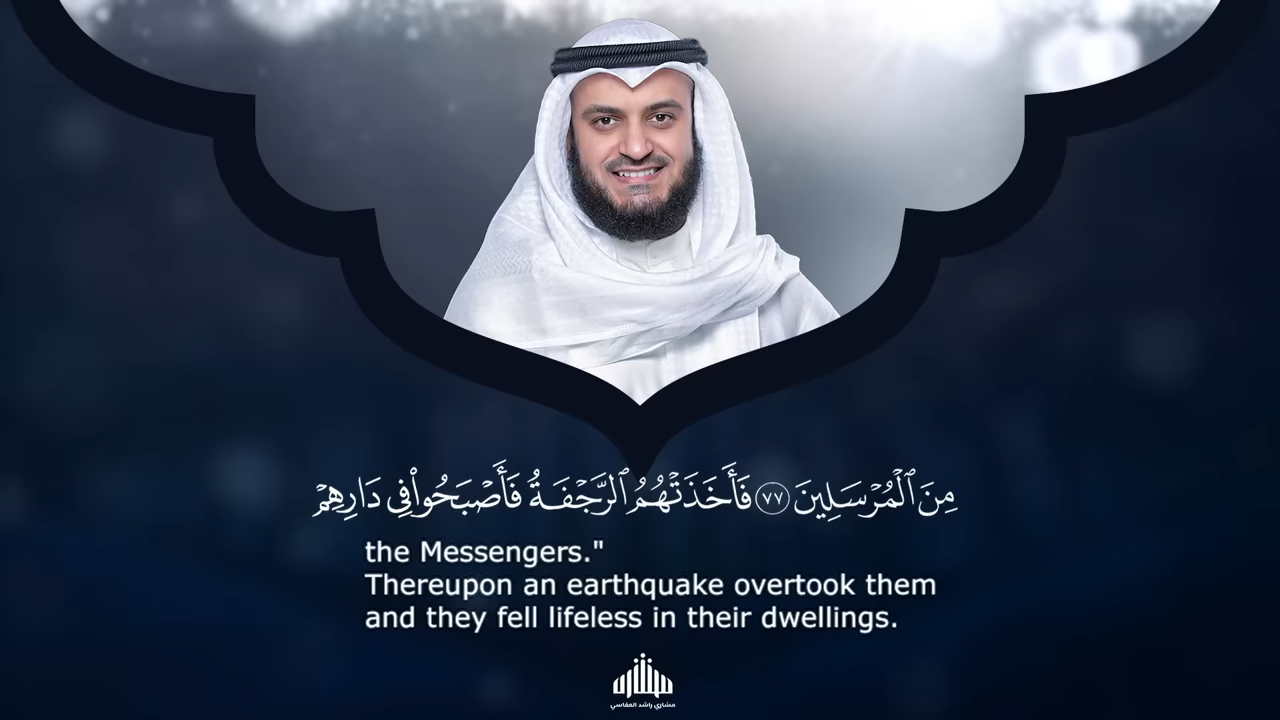 مِنَ ٱلْمُرْسَلِينَ ٧٧ فَأَخَذَتْهُمُ ٱلرَّجْفَةُ فَأَصْبَحُوا۟ فِى دَارِهِمْ
the Messengers."
Thereupon an earthquake overtook them
and they fell lifeless in their dwellings.
مشاري راشد العفاسي